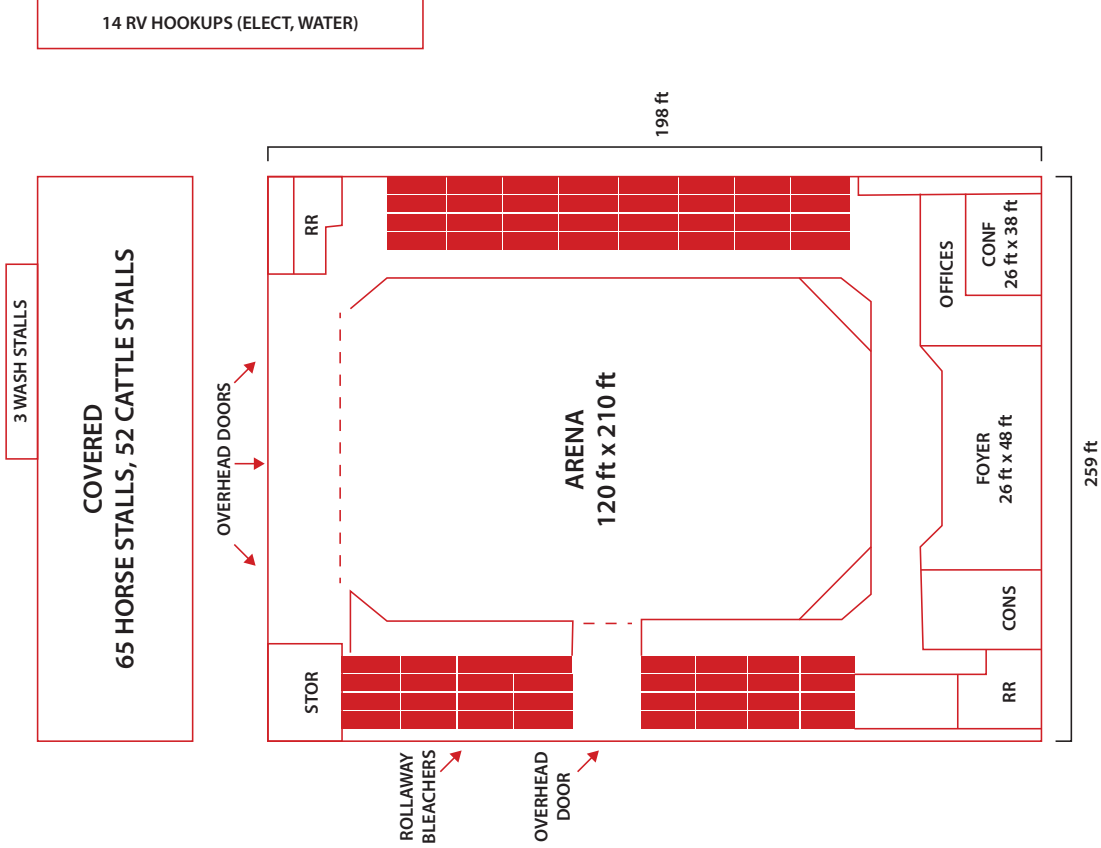 14 RV HOOKUPS (ELECT, WATER)
3 WASH STALLS
COVERED
65 HORSE STALLS, 52 CATTLE STALLS
OVERHEAD DOORS
198 ft
RR
STOR
ARENA
120 ft x 210 ft
OFFICES
CONF
26 ft x 38 ft
FOYER
26 ft x 48 ft
CONS
RR
259 ft
ROLLAWAY
BLEACHERS
OVERHEAD
DOOR